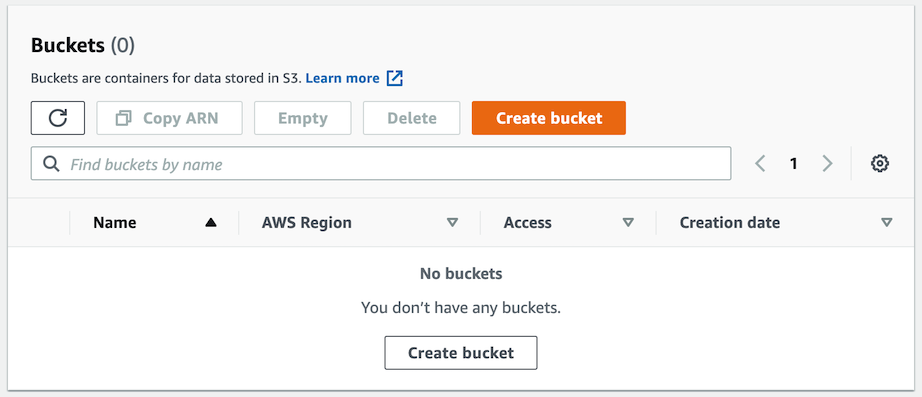 Buckets (0)
Buckets are containers for data stored in S3. Learn more
Copy ARN Empty Delete Create bucket
Find buckets by name 1
Name AWS Region Access Creation date
No buckets
You don’t have any buckets.
Create bucket